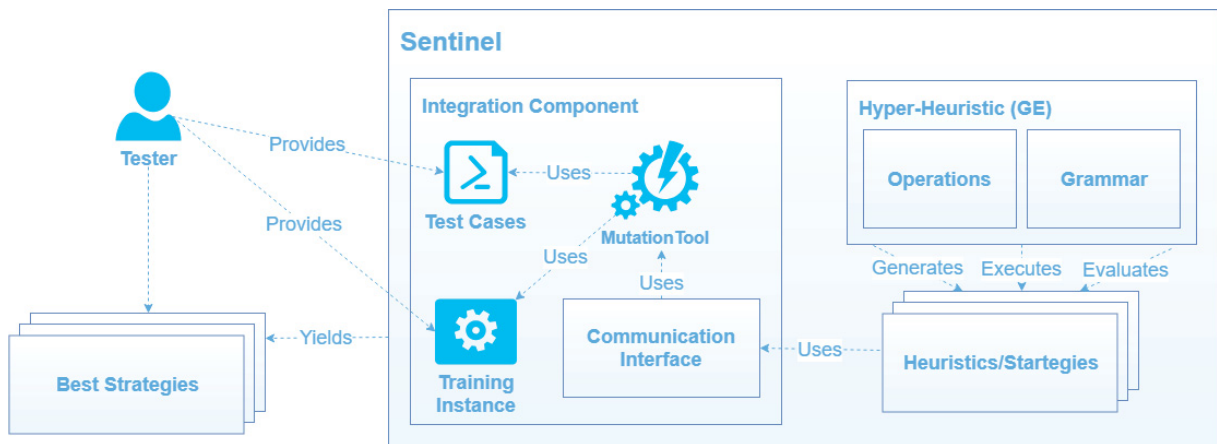 Sentinel
Integration Component
Hyper-Heuristic (GE)
Tester
Provides
Uses
Operations
Grammar
Test Cases
Provides
MutationTool
Uses
Generates
Executes
Evaluates
Uses
Communication
Interface
Yields
Uses
Heuristics/Startegies
Best Strategies
Training
Instance